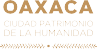 OAXACA
CIUDAD PATRIMONIO
DE LA HUMANIDAD